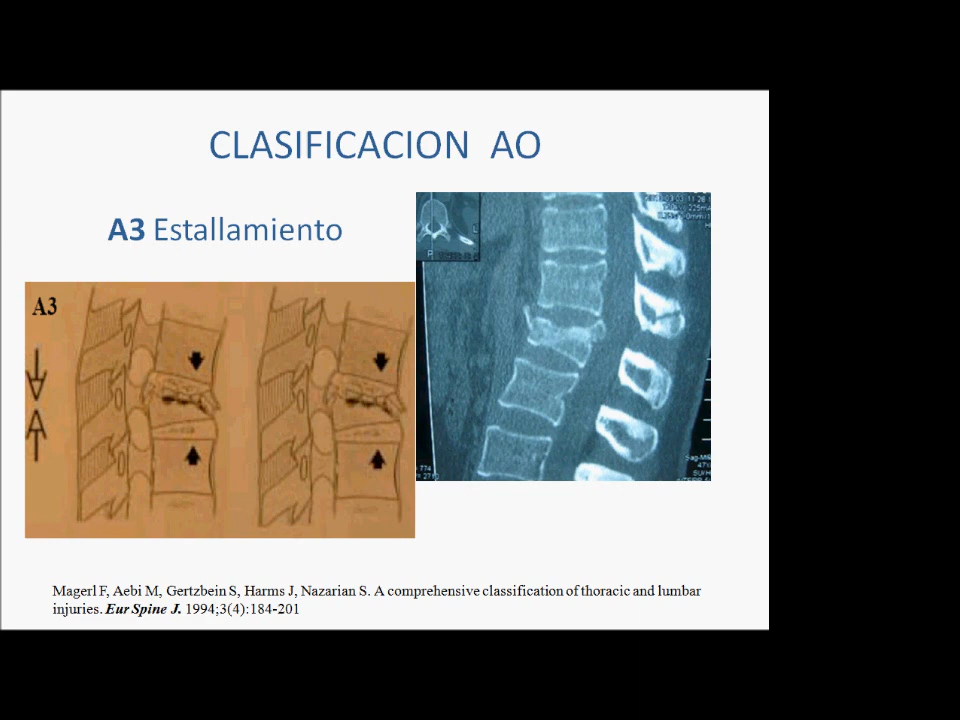 CLASIFICACION AO
A3 Estallamiento
A3
L
P
Magerl F, Aebi M, Gertzbein S, Harms J, Nazarian S. A comprehensive classification of thoracic and lumbar
injuries. Eur Spine J. 1994;3(4):184-201